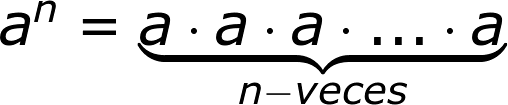 aⁿ = a · a · a · ... · a
n−veces